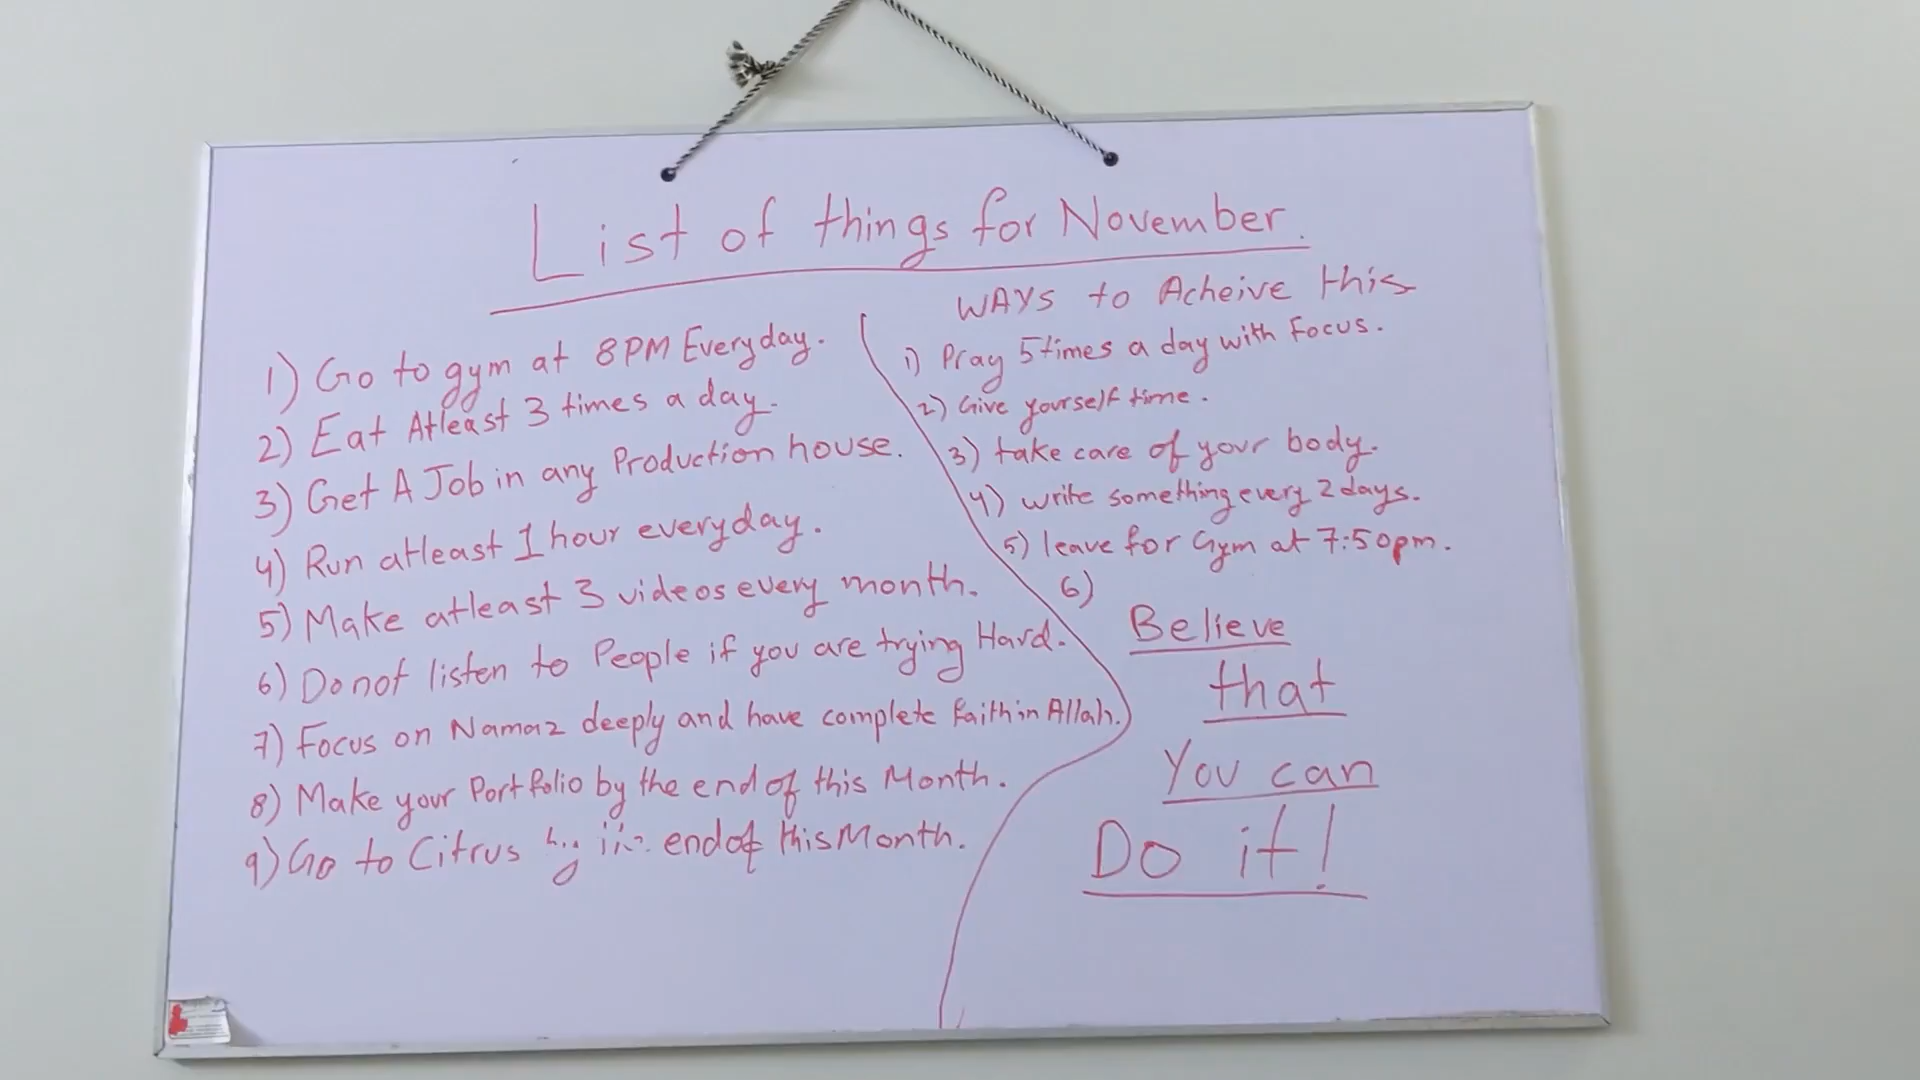 List of things for November.
1) Go to gym at 8PM Everyday.
2) Eat Atleast 3 times a day.
3) Get A Job in any Production house.
4) Run atleast 1 hour everyday.
5) Make atleast 3 videos every month.
6) Do not listen to People if you are trying Hard.
7) Focus on Namaz deeply and have complete Faith in Allah.
8) Make your Portfolio by the end of this Month.
9) Go to Citrus end of this Month.
WAYS to Acheive this
1) Pray 5 times a day with Focus.
2) Give yourself time.
3) take care of your body.
4) write something every 2 days.
5) leave for Gym at 7:50pm.
6)
Believe
that
You can
Do it!